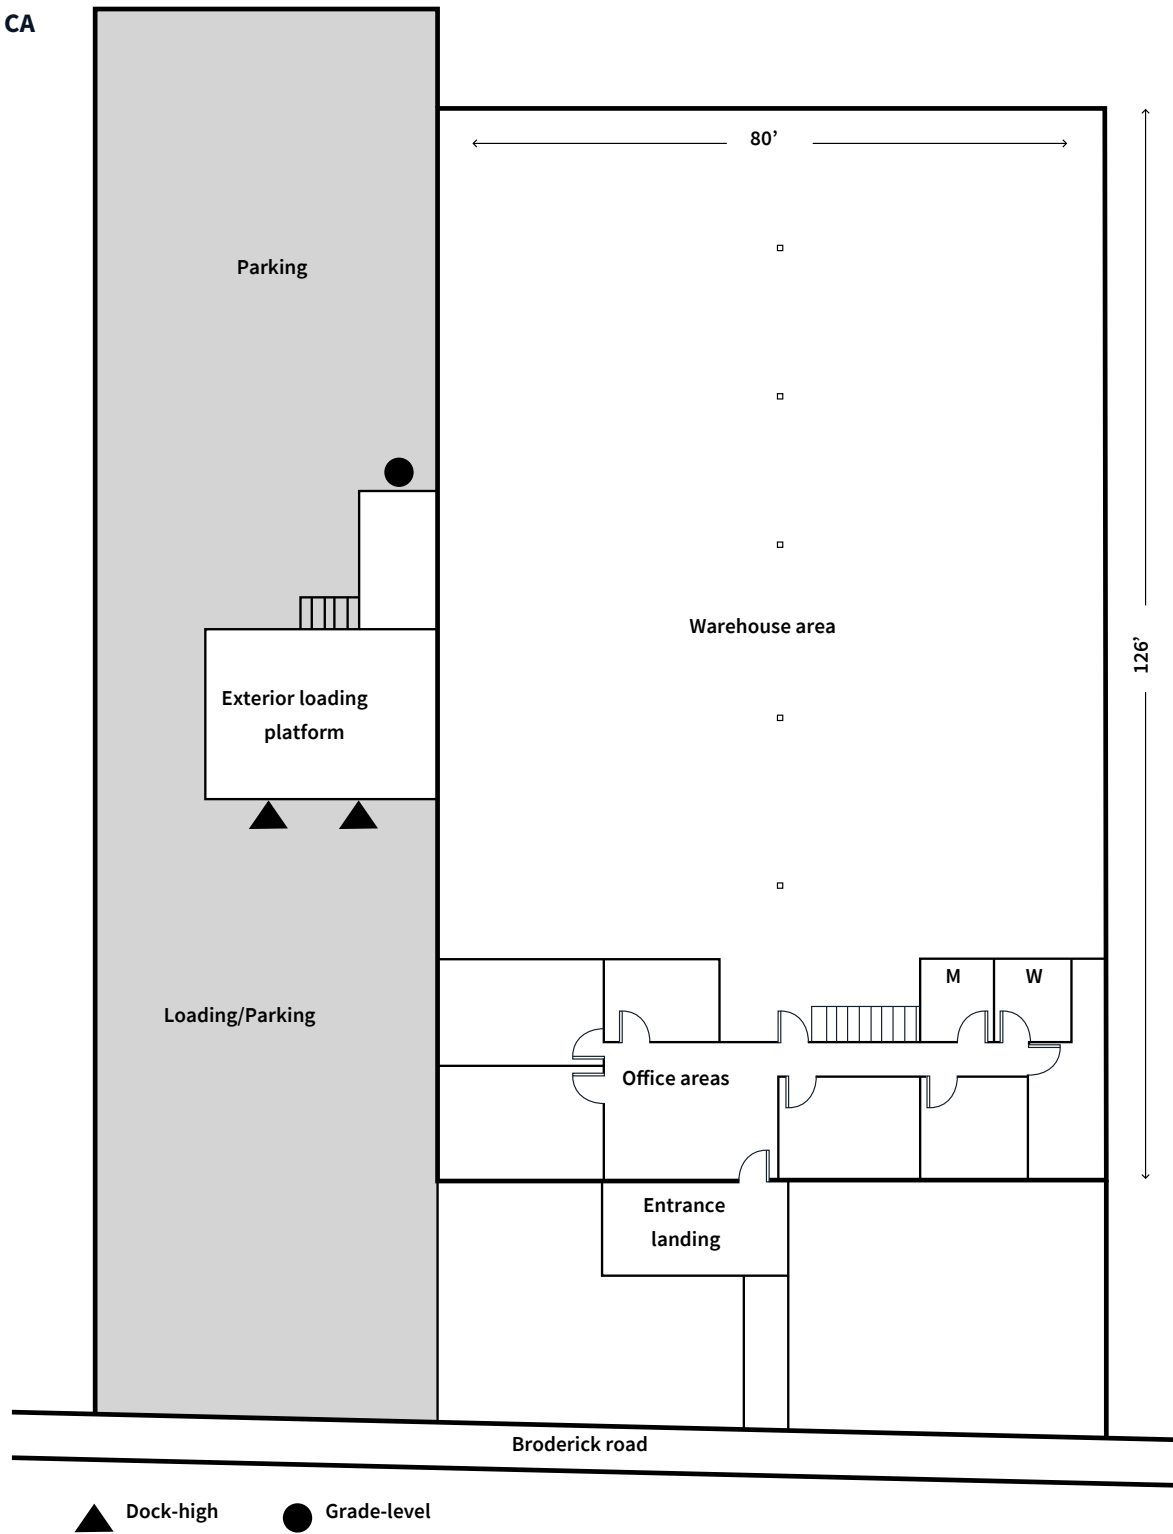 CA
80’
Parking
Warehouse area
126’
Exterior loading
platform
M
W
Loading/Parking
Office areas
Entrance
landing
Broderick road
Dock-high
Grade-level